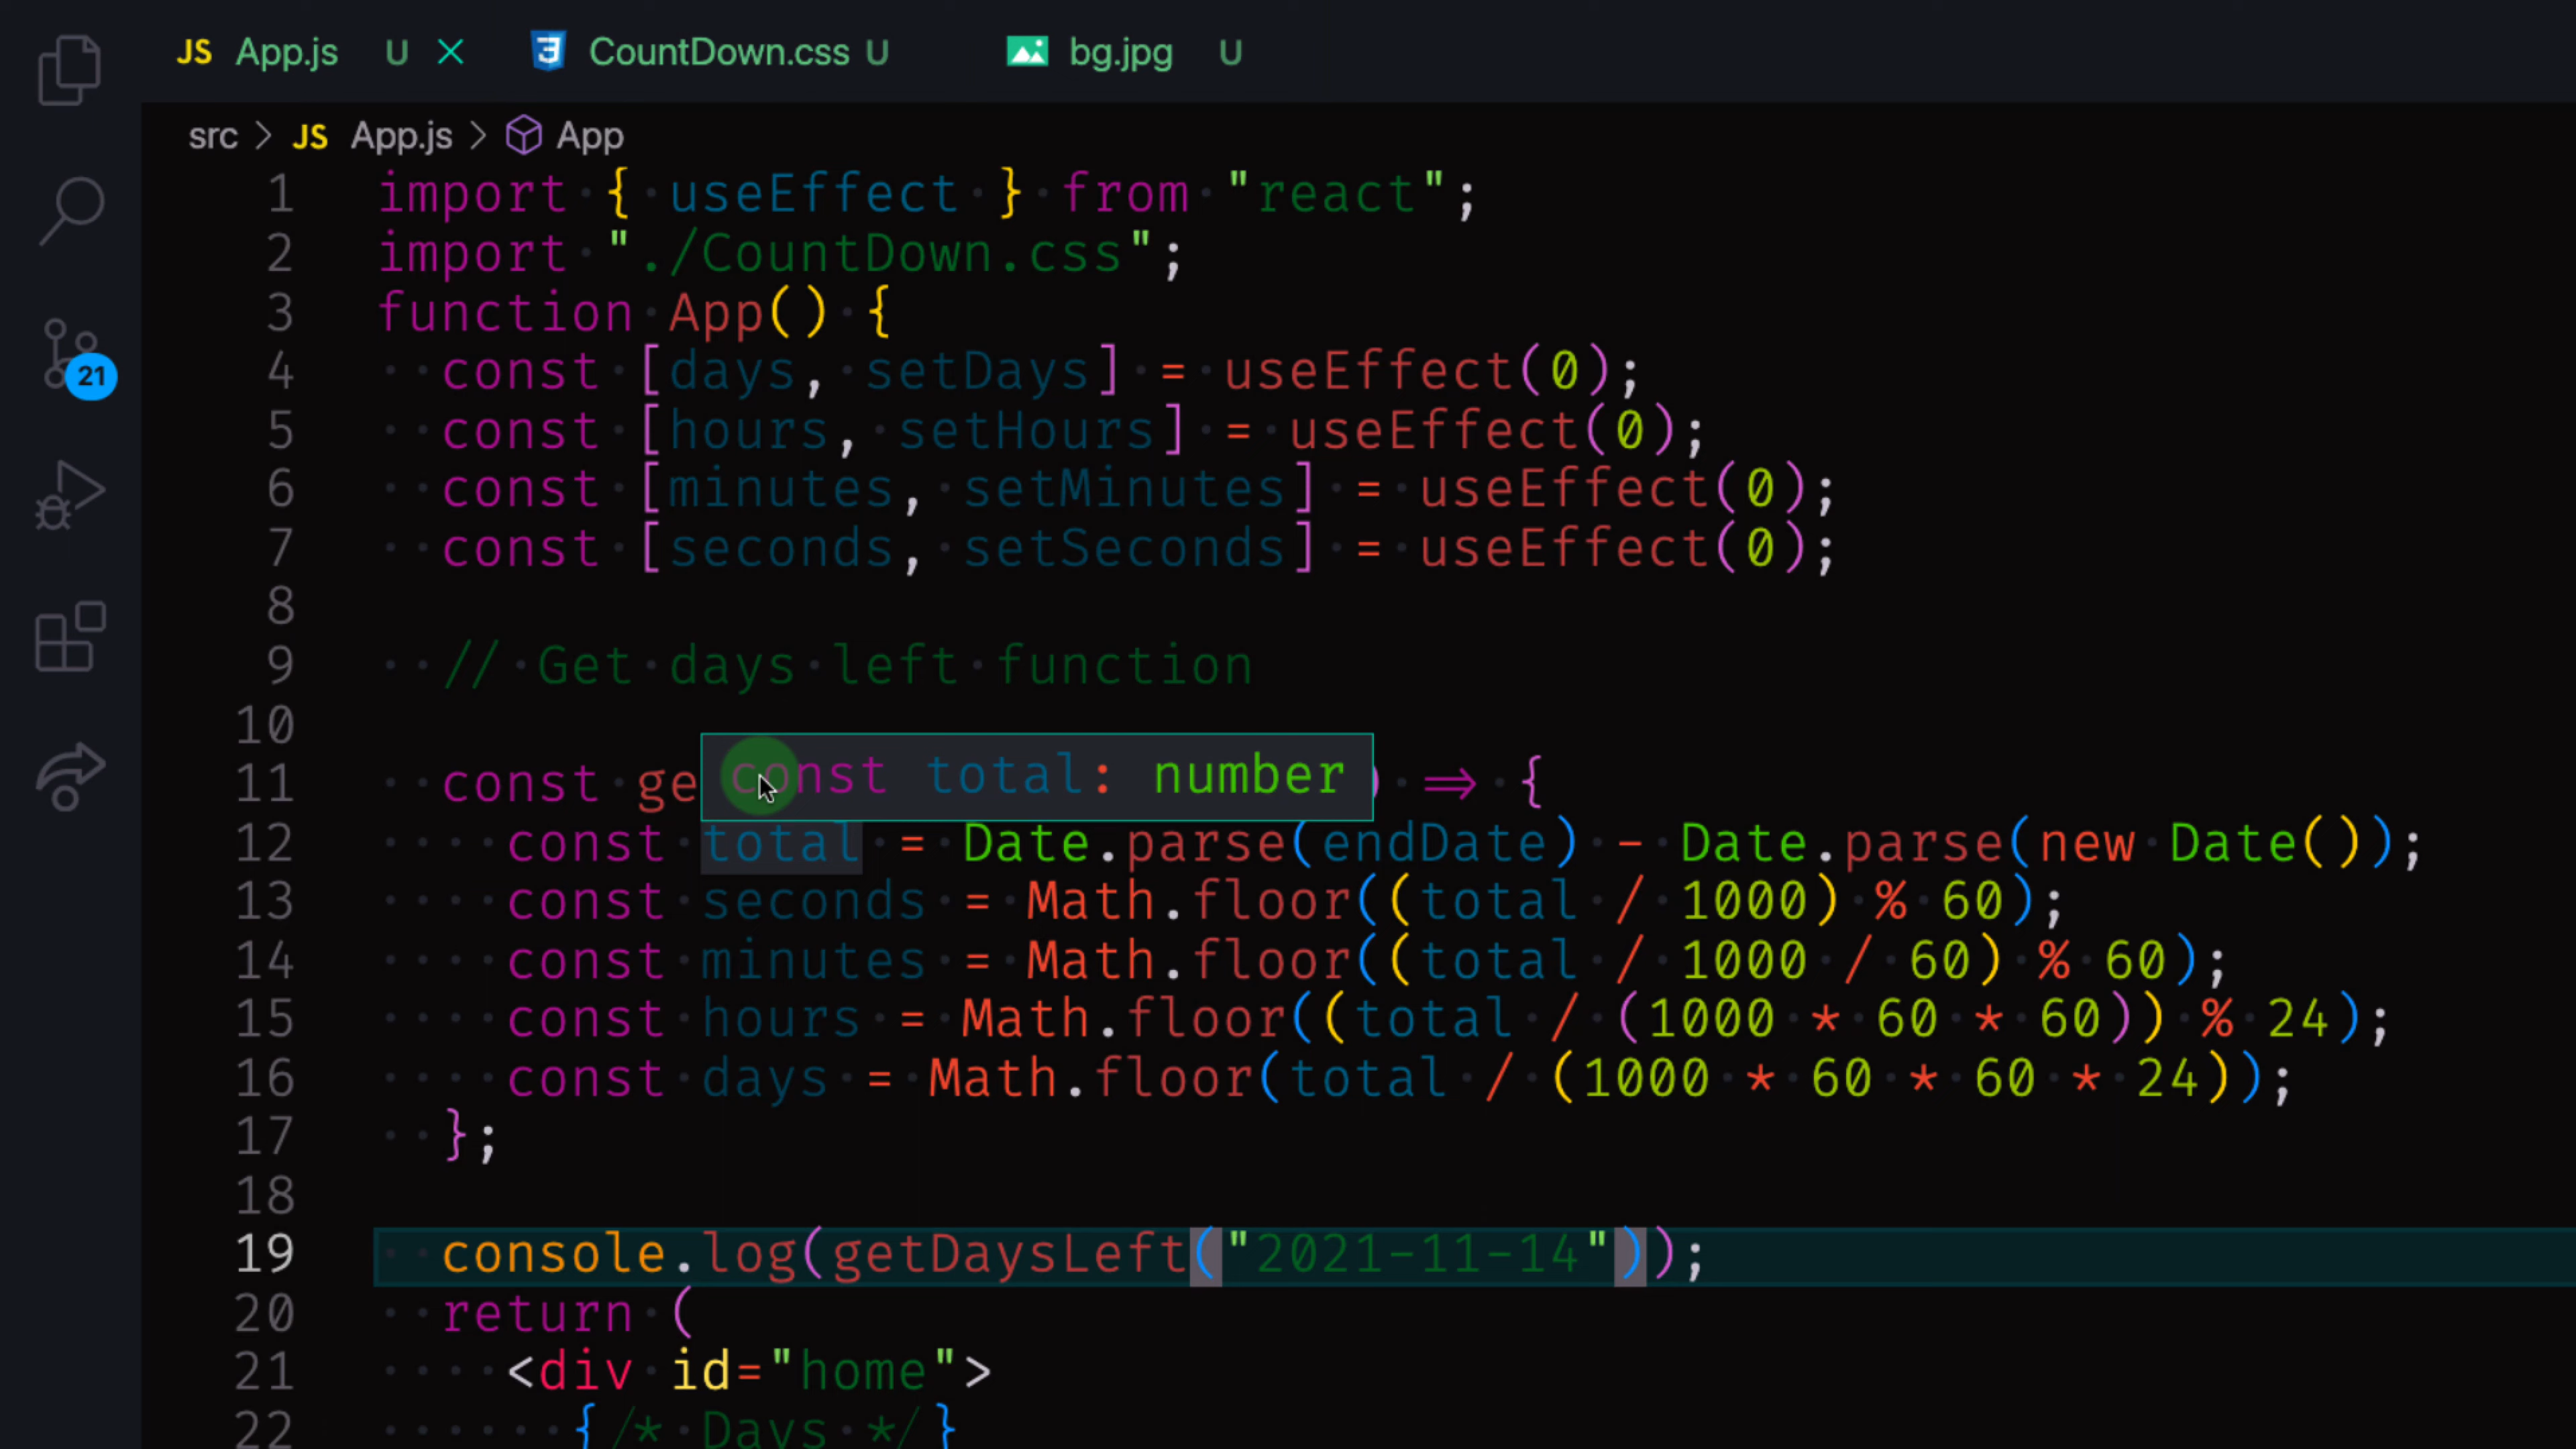 JS App.js U CountDown.css U bg.jpg U
src > JS App.js > App
1 import { useEffect } from "react";
2 import "./CountDown.css";
3 function App() {
4 const [days, setDays] = useEffect(0);
21
5 const [hours, setHours] = useEffect(0);
6 const [minutes, setMinutes] = useEffect(0);
7 const [seconds, setSeconds] = useEffect(0);
8
9 // Get days left function
10
const total: number
11 const ge ) => {
12 const total = Date.parse(endDate) - Date.parse(new Date());
13 const seconds = Math.floor((total / 1000) % 60);
14 const minutes = Math.floor((total / 1000 / 60) % 60);
15 const hours = Math.floor((total / (1000 * 60 * 60)) % 24);
16 const days = Math.floor(total / (1000 * 60 * 60 * 24));
17 };
18
19 console.log(getDaysLeft("2021-11-14"));
20 return (
21 <div id="home">
22 {/* Days */}